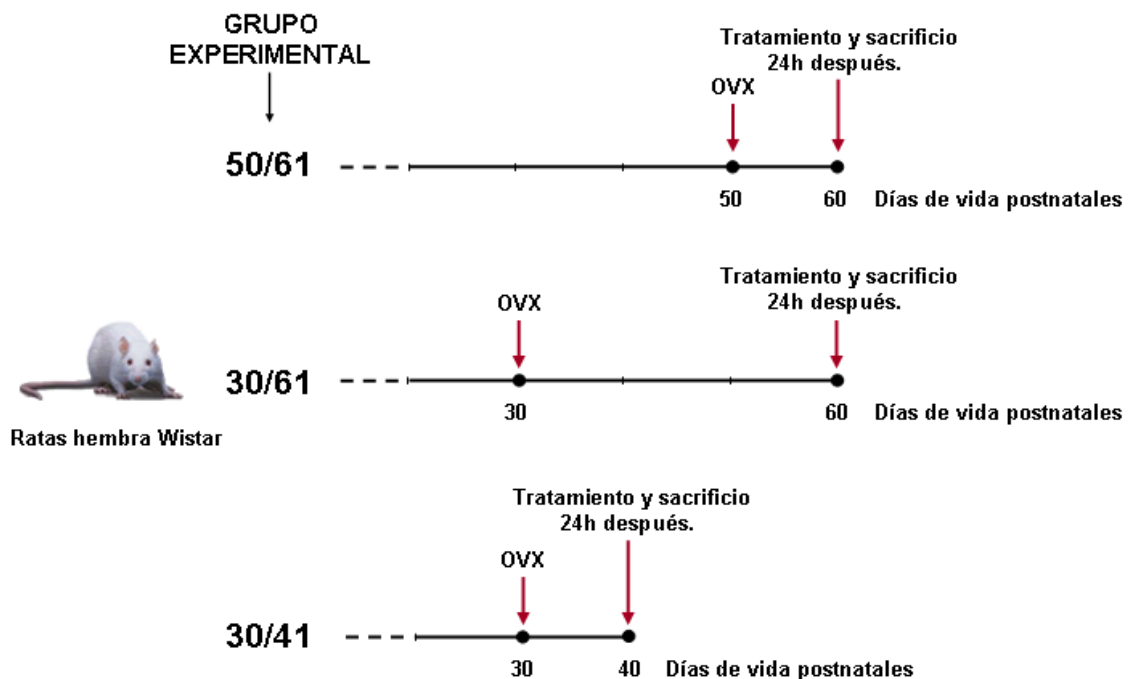 GRUPO
EXPERIMENTAL
Tratamiento y sacrificio
24h después.
OVX
50/61
50 60 Días de vida postnatales
Tratamiento y sacrificio
24h después.
OVX
30/61
30 60 Días de vida postnatales
Ratas hembra Wistar
Tratamiento y sacrificio
24h después.
OVX
30/41
30 40 Días de vida postnatales